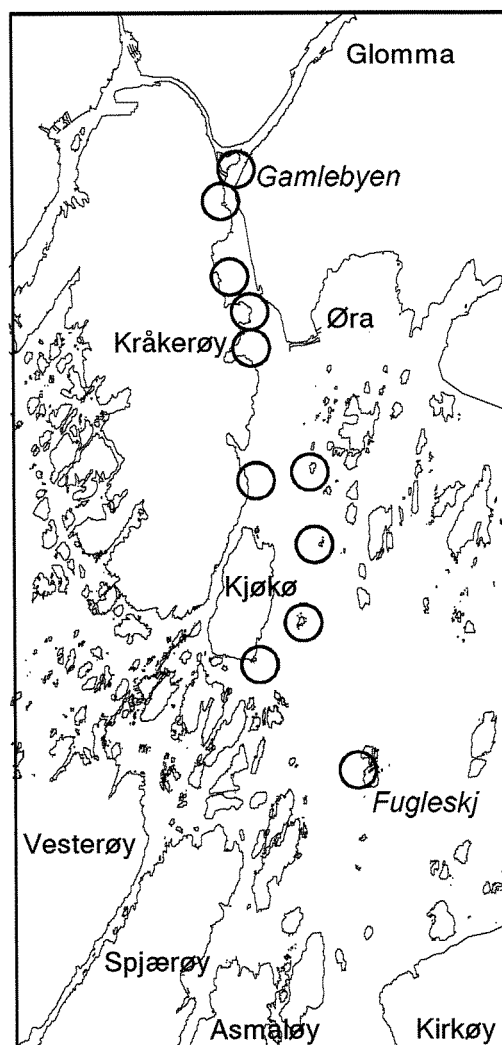 Glomma
Gamlebyen
Øra
Kråkerøy
Kjøkø
Fugleskj
Vesterøy
Spjærøy
Asmaløy
Kirkøy